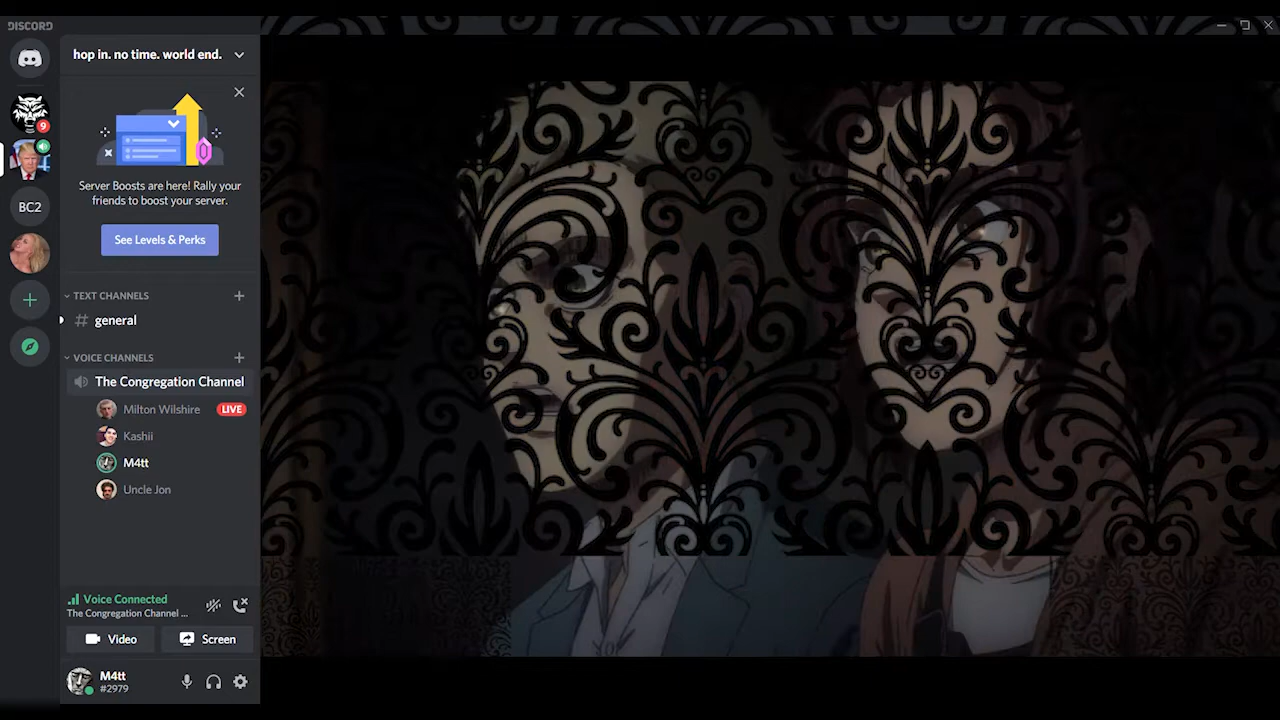 DISCORD
hop in. no time. world end.
9
BC2
Server Boosts are here! Rally your
friends to boost your server.
See Levels & Perks
TEXT CHANNELS
# general
VOICE CHANNELS
The Congregation Channel
Milton Wilshire LIVE
Kashii
M4tt
Uncle Jon
Voice Connected
The Congregation Channel ...
Video Screen
M4tt
#2979